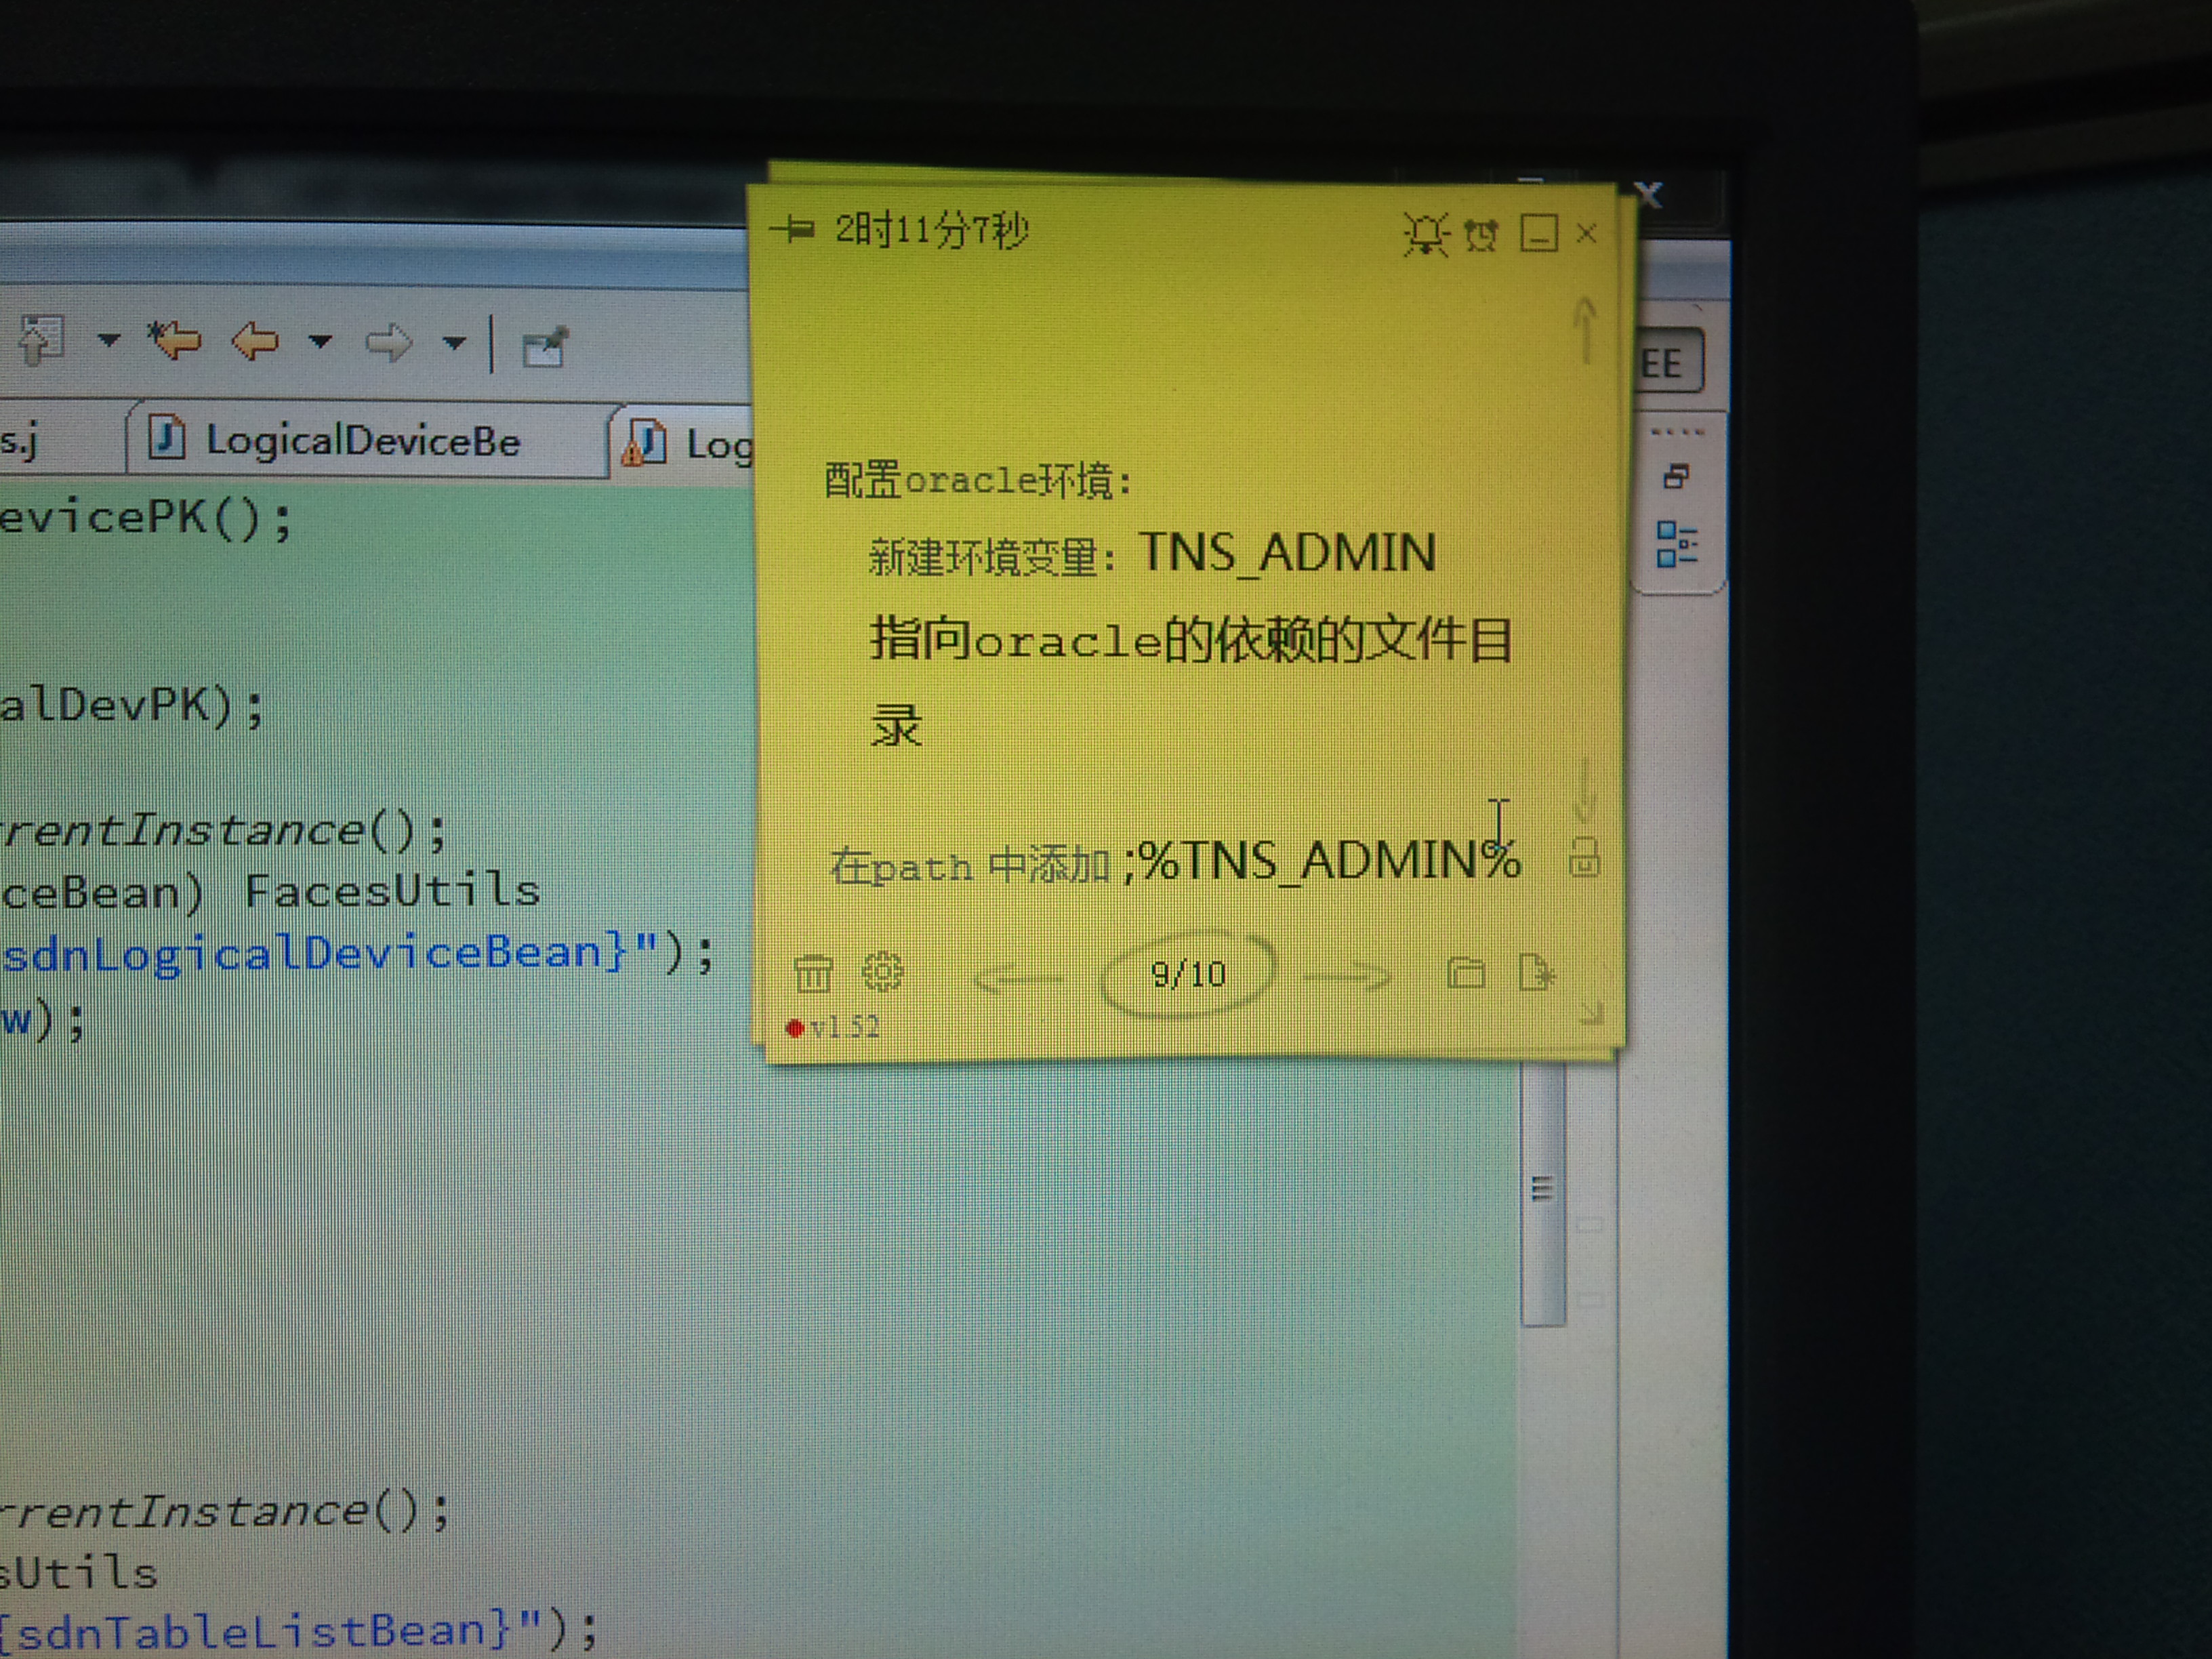 2时11分7秒
EE
s.j
LogicalDeviceBe
Log
evicePK();
alDevPK);
rrentInstance();
ceBean) FacesUtils
sdnLogicalDeviceBean}");
w);
rrentInstance();
sUtils
{sdnTableListBean}");
配置oracle环境:
新建环境变量: TNS_ADMIN
指向oracle的依赖的文件目
录
在path 中添加 ;%TNS_ADMIN%
9/10
v1.52